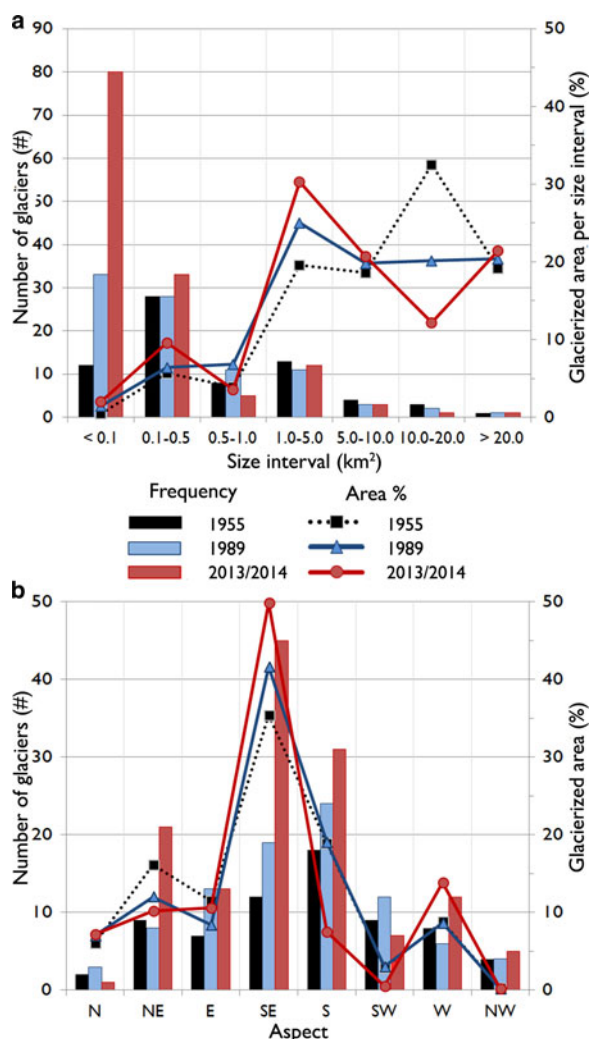 a
90
80
70
60
50
40
30
20
10
0
Number of glaciers (#)
50
40
30
20
10
0
Glacierized area per size interval (%)
< 0.1 0.1-0.5 0.5-1.0 1.0-5.0 5.0-10.0 10.0-20.0 > 20.0
Size interval (km²)
Frequency Area %
1955 1955
1989 1989
2013/2014 2013/2014
b
50
40
30
20
10
0
Number of glaciers (#)
50
40
30
20
10
0
Glacierized area (%)
N NE E SE S SW W NW
Aspect